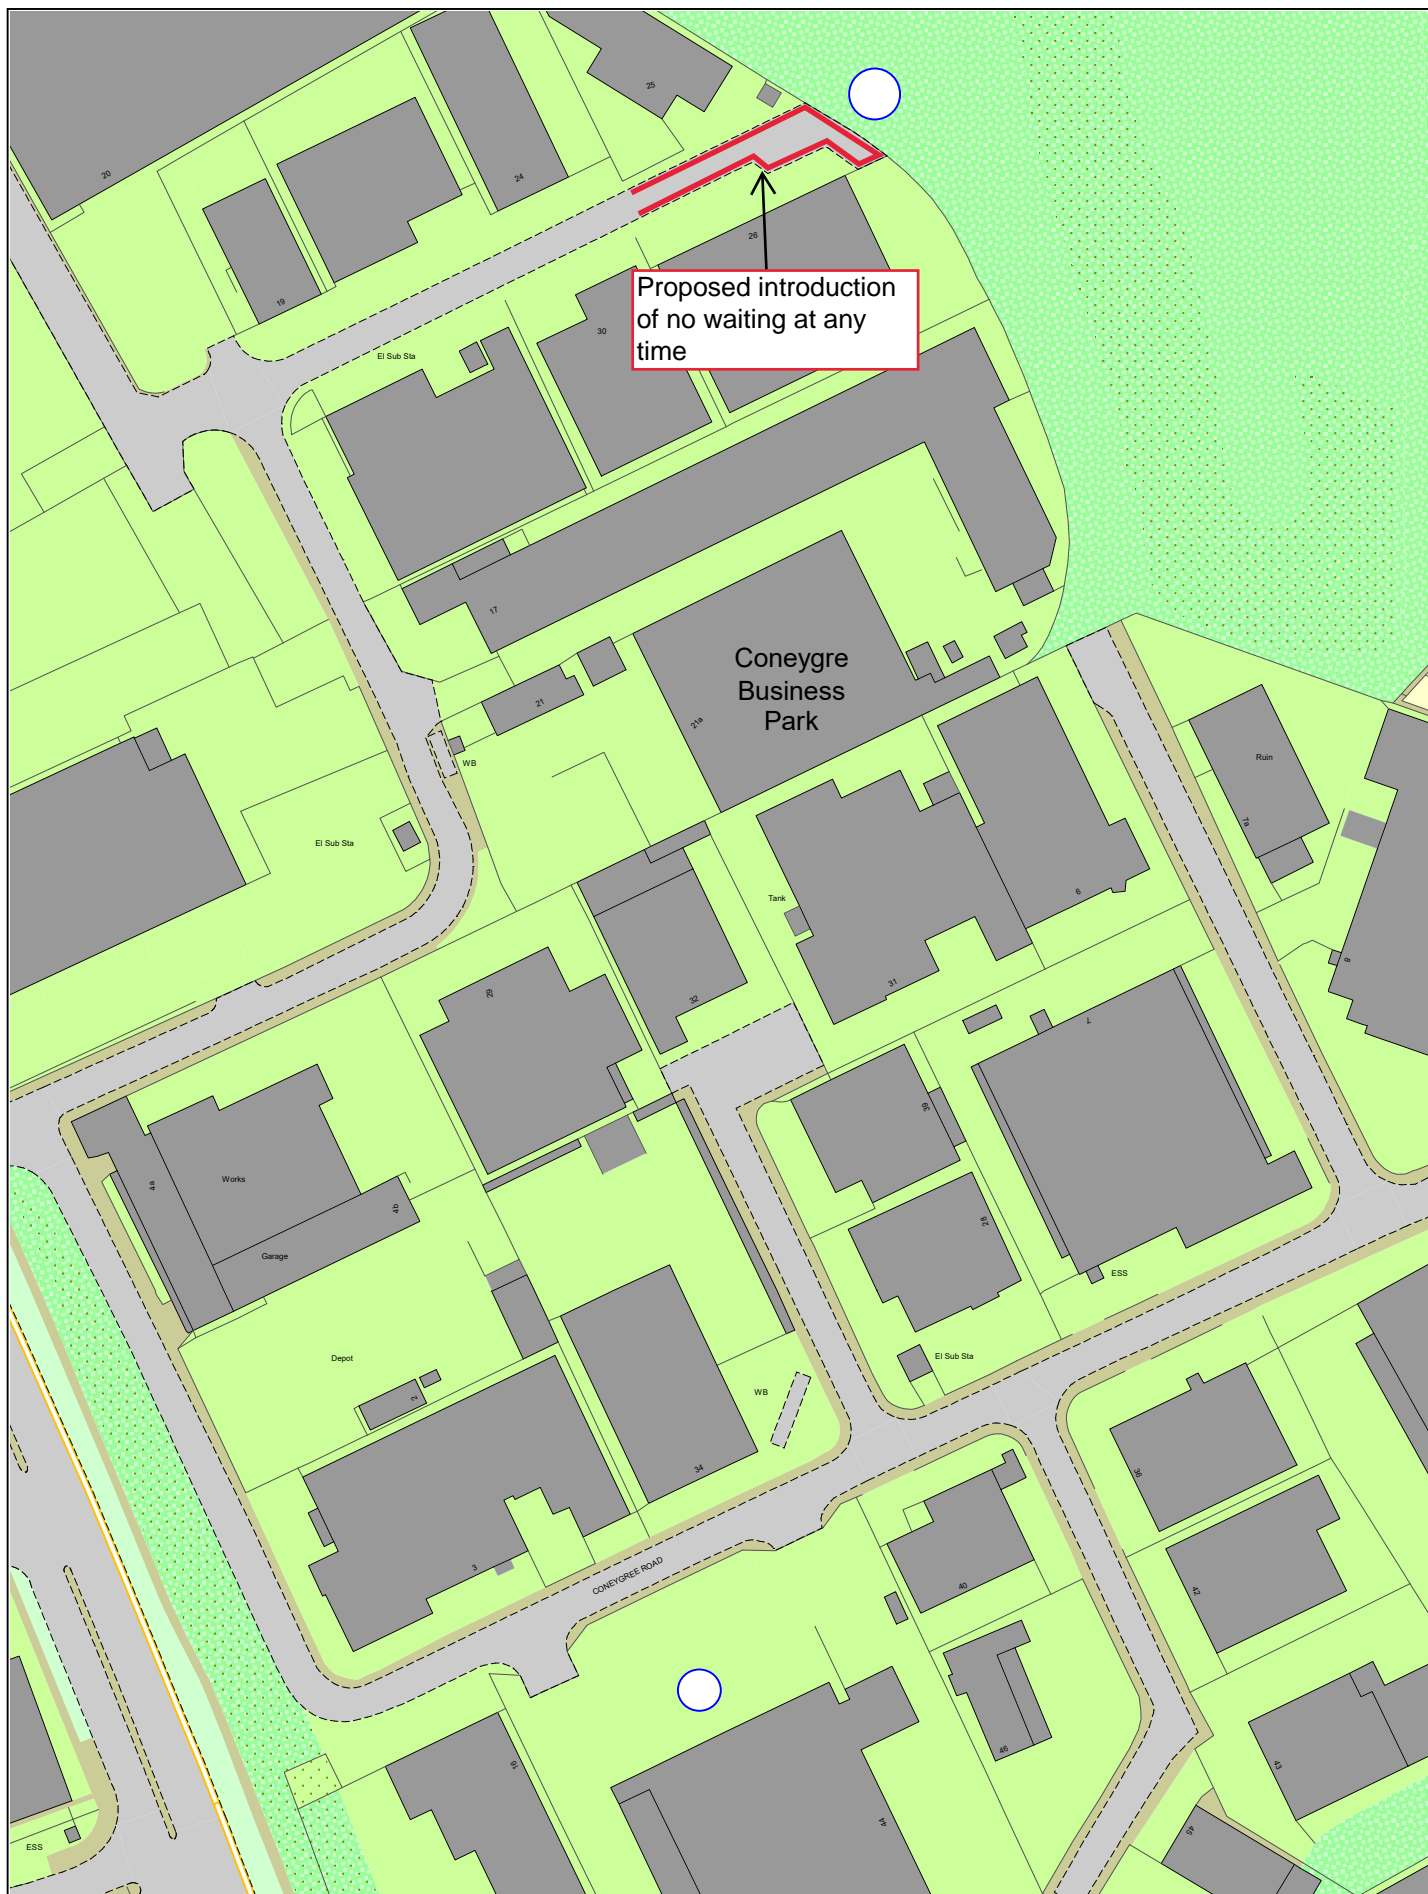 25
20
24
19
26
Proposed introduction
of no waiting at any
time
30
El Sub Sta
17
Coneygre
Business
Park
21
21a
WB
Ruin
7a
El Sub Sta
Tank
6
31
32
29
8
7
39
4a
Works
4b
28
Garage
ESS
Depot
El Sub Sta
2
WB
34
36
3
CONEYGREE ROAD
40
42
46
18
43
44
45
ESS